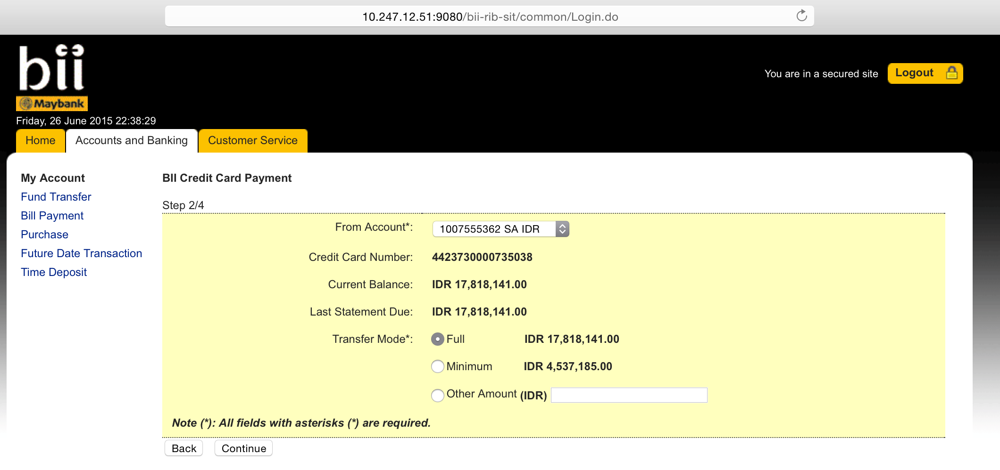 10.247.12.51:9080/bii-rib-sit/common/Login.do
bii
Maybank
You are in a secured site Logout
Friday, 26 June 2015 22:38:29
Home Accounts and Banking Customer Service
My Account
Fund Transfer
Bill Payment
Purchase
Future Date Transaction
Time Deposit
BII Credit Card Payment
Step 2/4
From Account*: 1007555362 SA IDR
Credit Card Number: 4423730000735038
Current Balance: IDR 17,818,141.00
Last Statement Due: IDR 17,818,141.00
Transfer Mode*: Full IDR 17,818,141.00
Minimum IDR 4,537,185.00
Other Amount (IDR)
Note (*): All fields with asterisks (*) are required.
Back Continue